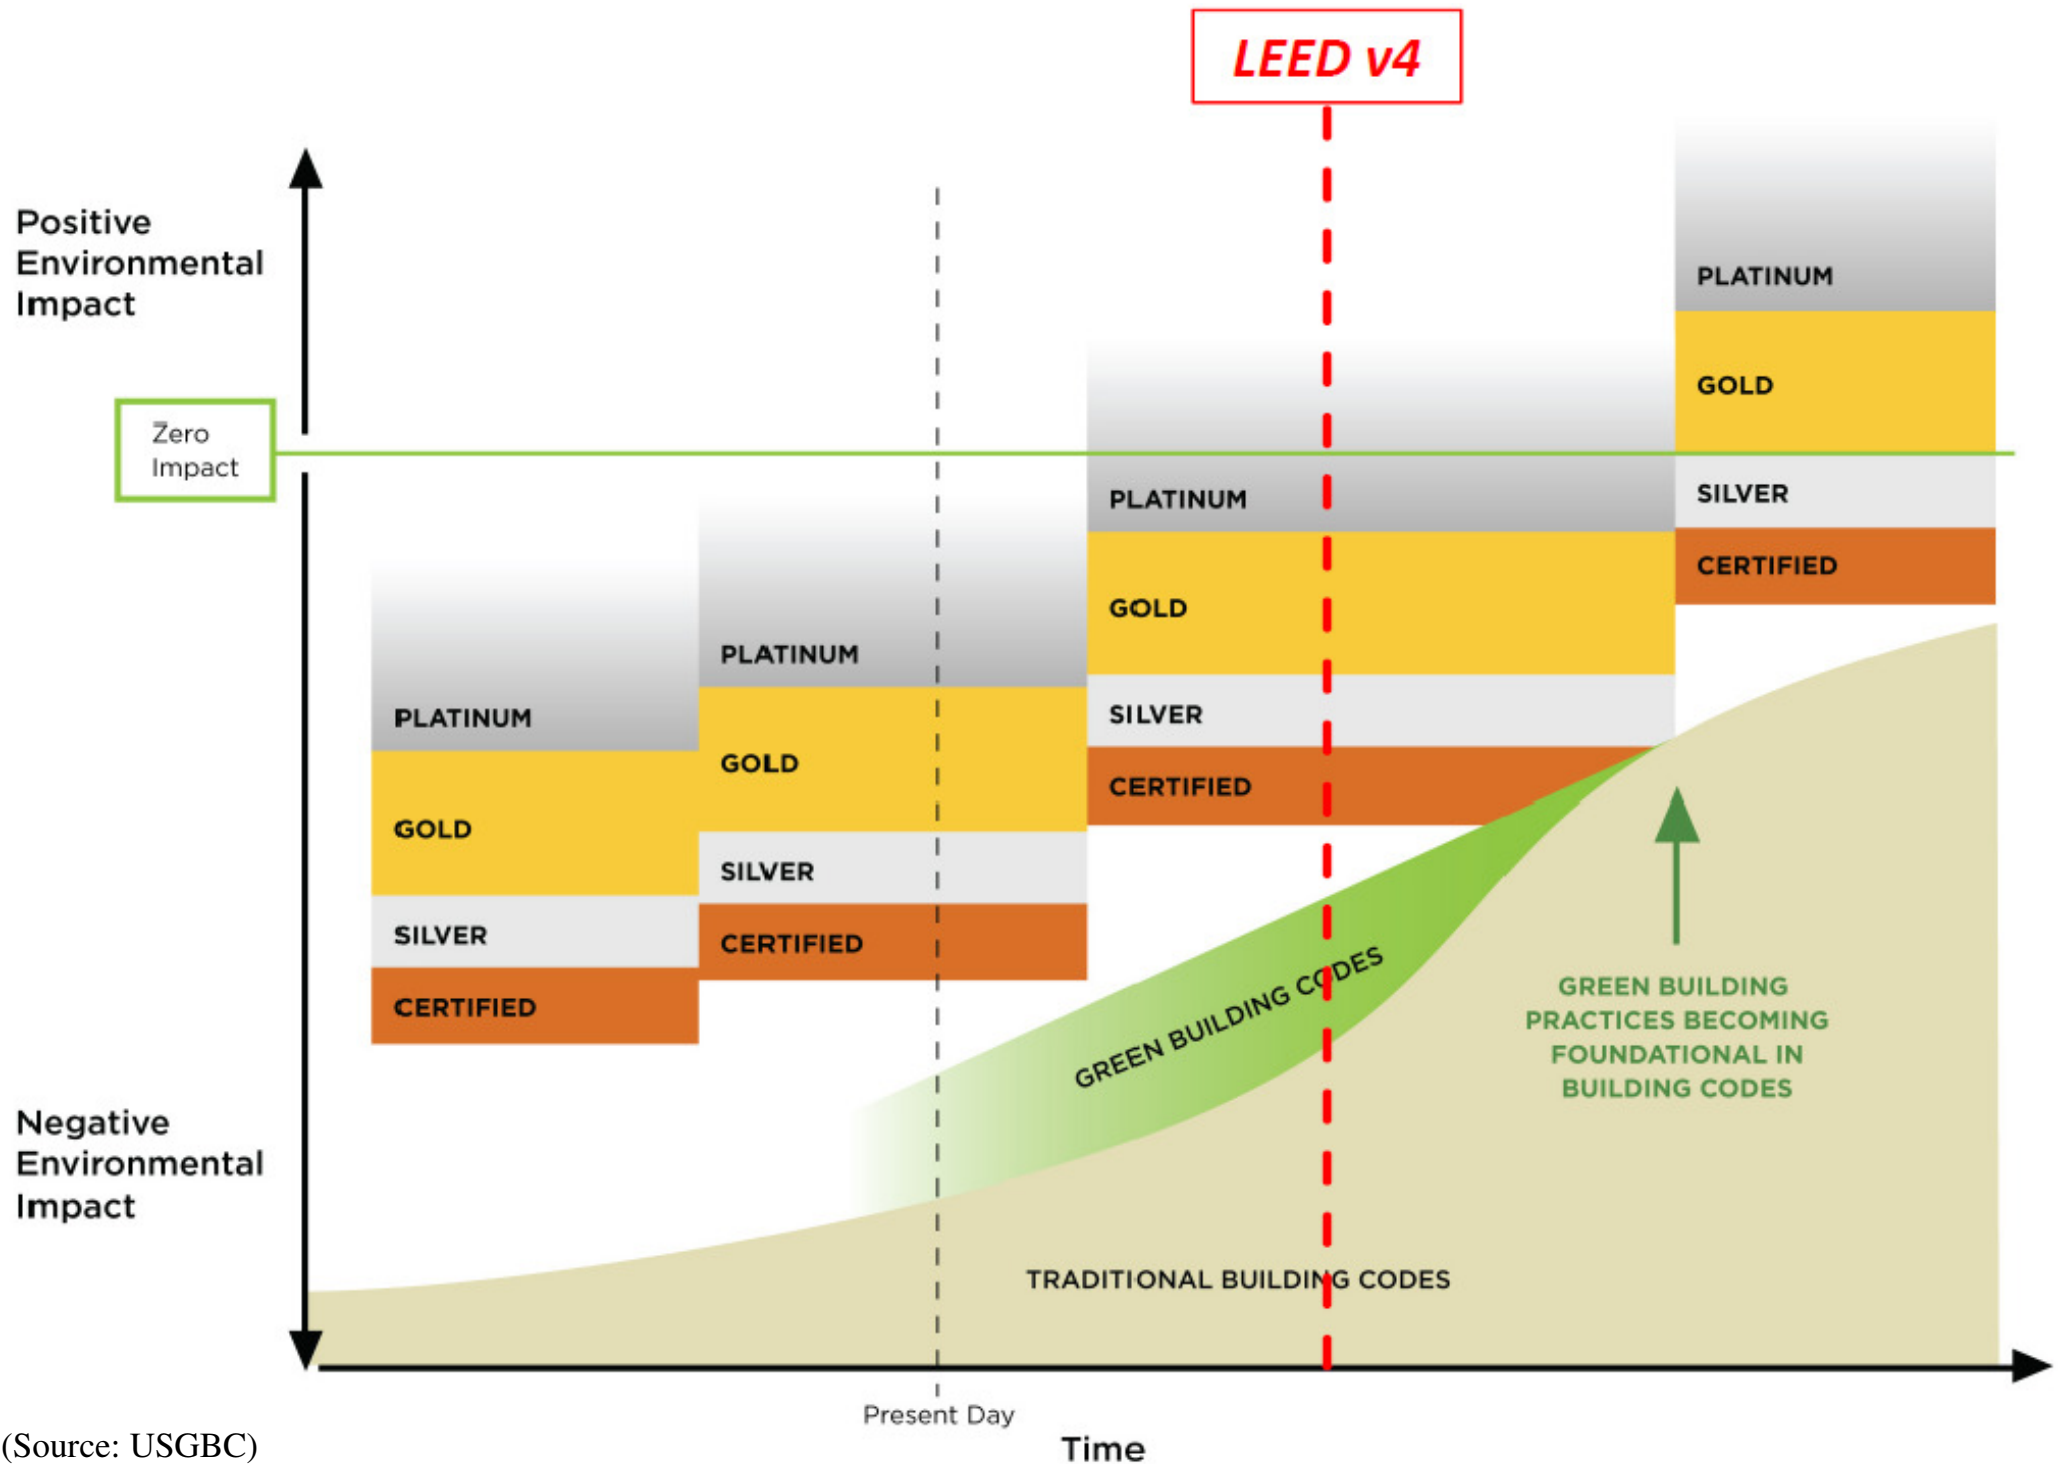 LEED v4
Positive
Environmental
Impact
Zero
Impact
PLATINUM
GOLD
SILVER
CERTIFIED
PLATINUM
GOLD
SILVER
CERTIFIED
PLATINUM
GOLD
SILVER
CERTIFIED
PLATINUM
GOLD
SILVER
CERTIFIED
GREEN BUILDING CODES
GREEN BUILDING
PRACTICES BECOMING
FOUNDATIONAL IN
BUILDING CODES
Negative
Environmental
Impact
TRADITIONAL BUILDING CODES
Present Day
Time
(Source: USGBC)